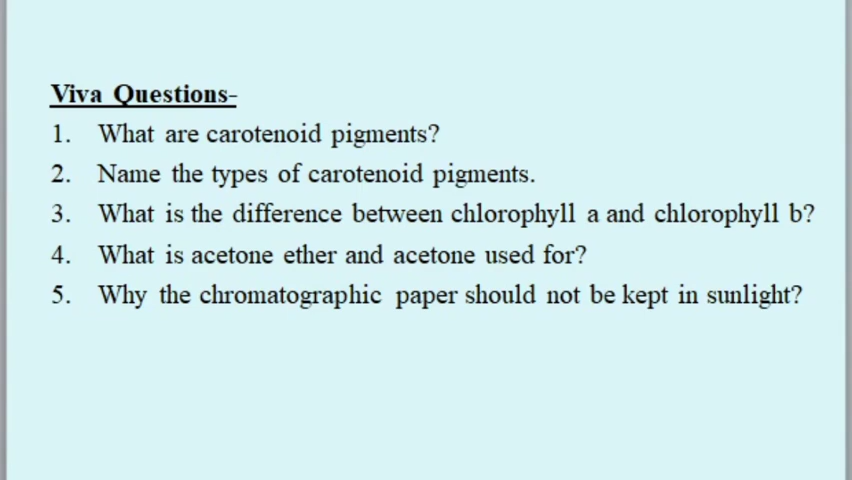 Viva Questions-
1. What are carotenoid pigments?
2. Name the types of carotenoid pigments.
3. What is the difference between chlorophyll a and chlorophyll b?
4. What is acetone ether and acetone used for?
5. Why the chromatographic paper should not be kept in sunlight?